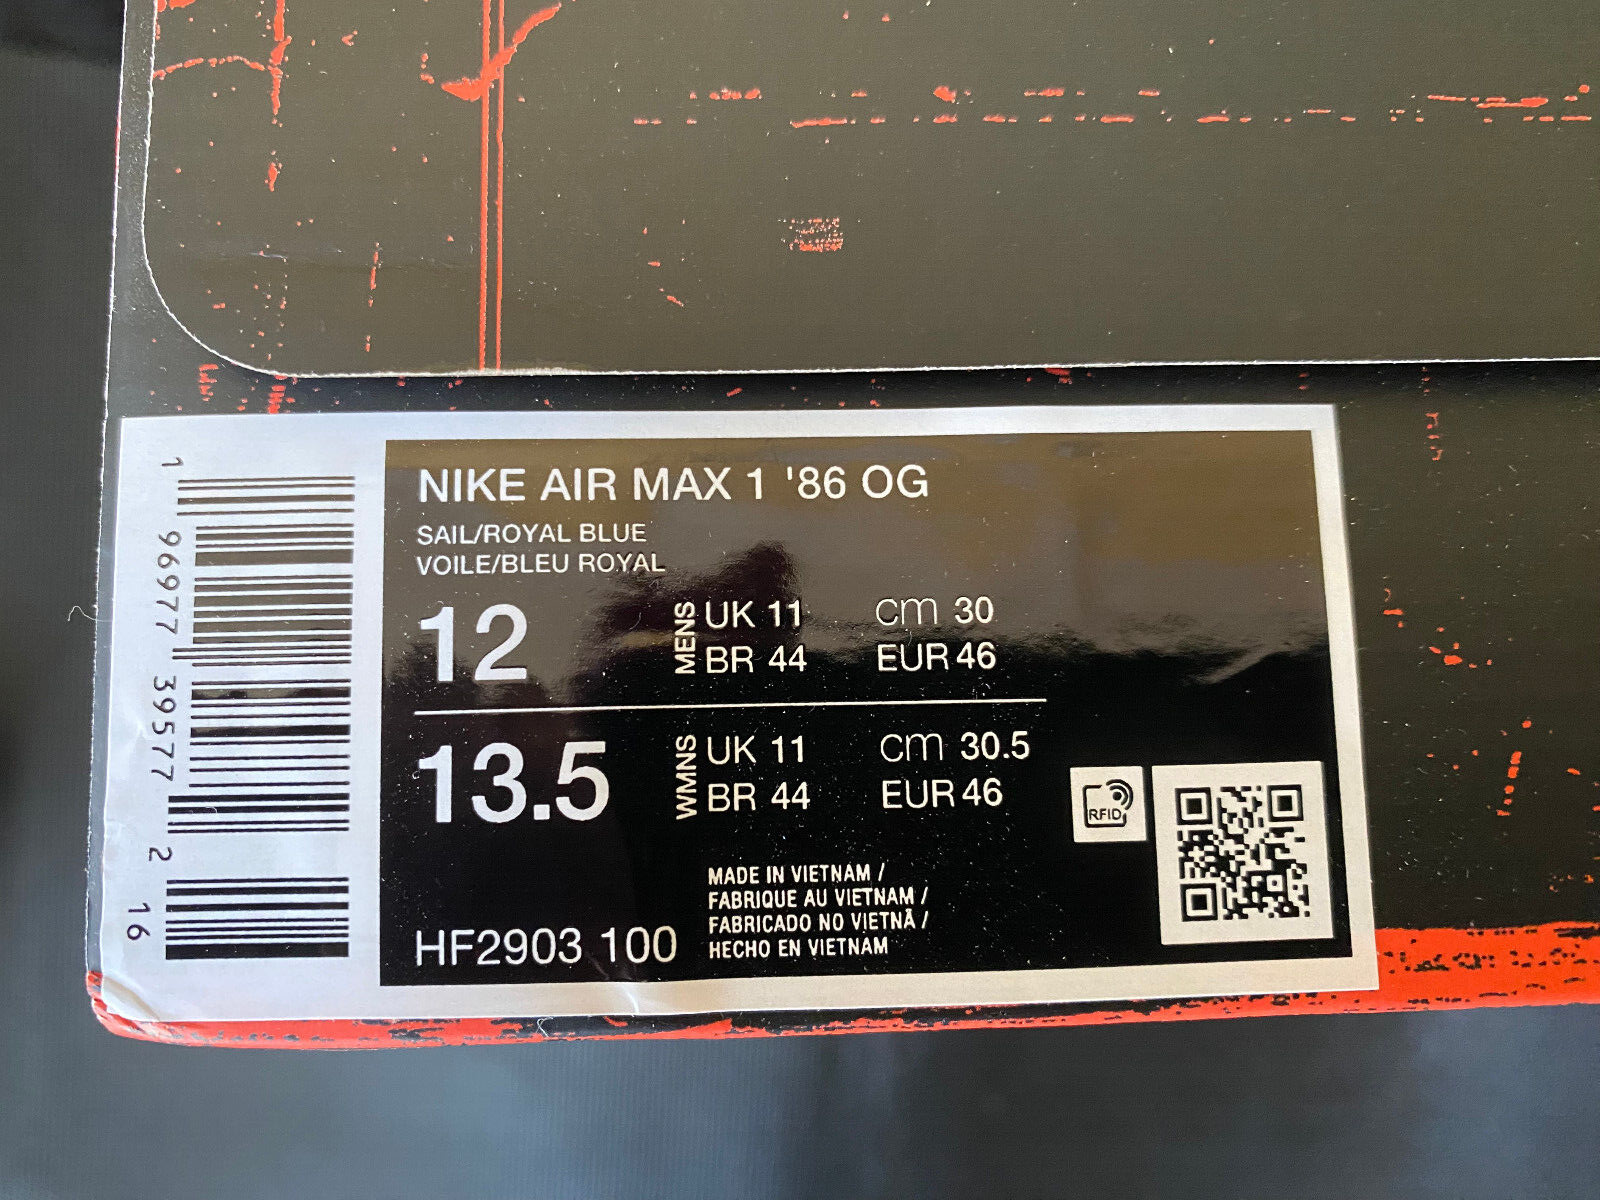 NIKE AIR MAX 1 '86 OG
SAIL/ROYAL BLUE
VOILE/BLEU ROYAL
12
MENS
UK 11 cm 30
BR 44 EUR 46
13.5
WMNS
UK 11 cm 30.5
BR 44 EUR 46
RFID
MADE IN VIETNAM /
FABRIQUE AU VIETNAM /
FABRICADO NO VIETNÃ /
HECHO EN VIETNAM
HF2903 100
1 96977 39577 2 16